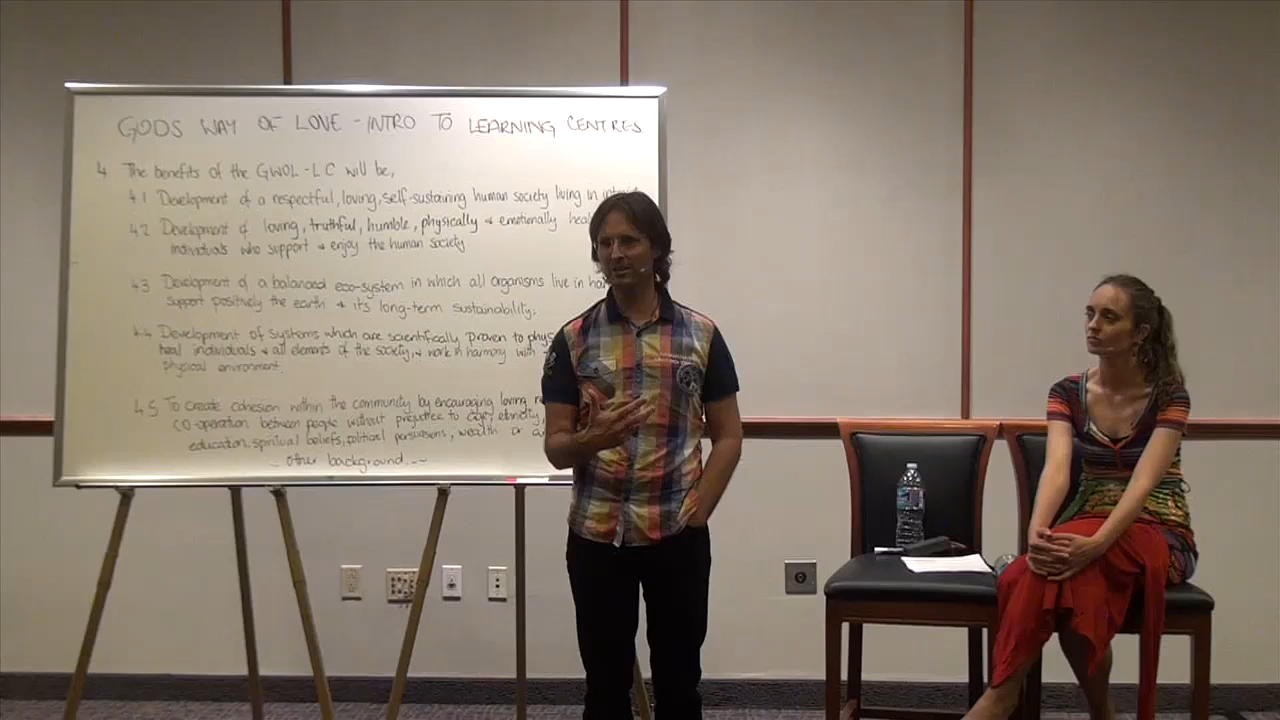 GODS WAY OF LOVE - INTRO TO LEARNING CENTRES
4 The benefits of the GWOL - LC will be,
4.1 Development of a respectful, loving, self-sustaining human society living in
4.2 Development of loving, truthful, humble, physically & emotionally
individuals who support & enjoy the human society
4.3 Development of a balanced eco-system in which all organisms live in
support positively the earth & its long-term sustainability;
4.4 Development of systems which are scientifically proven to
heal individuals & all elements of the society, & work in harmony with
physical environment.
4.5 To create cohesion within the community by encouraging loving
co-operation between people without prejudice to age, ethnicity,
education, spiritual beliefs, political persuasions, wealth or
other background